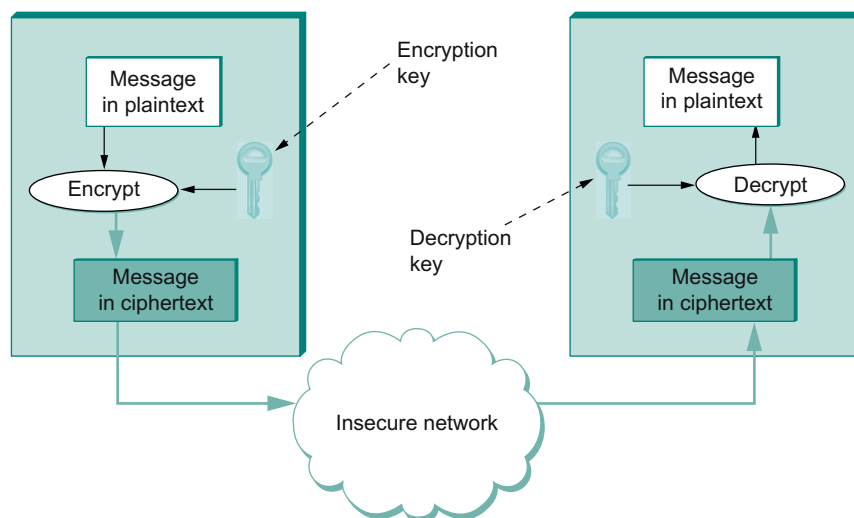 Message
in plaintext
Encrypt
Message
in ciphertext
Encryption
key
Decryption
key
Insecure network
Message
in plaintext
Decrypt
Message
in ciphertext